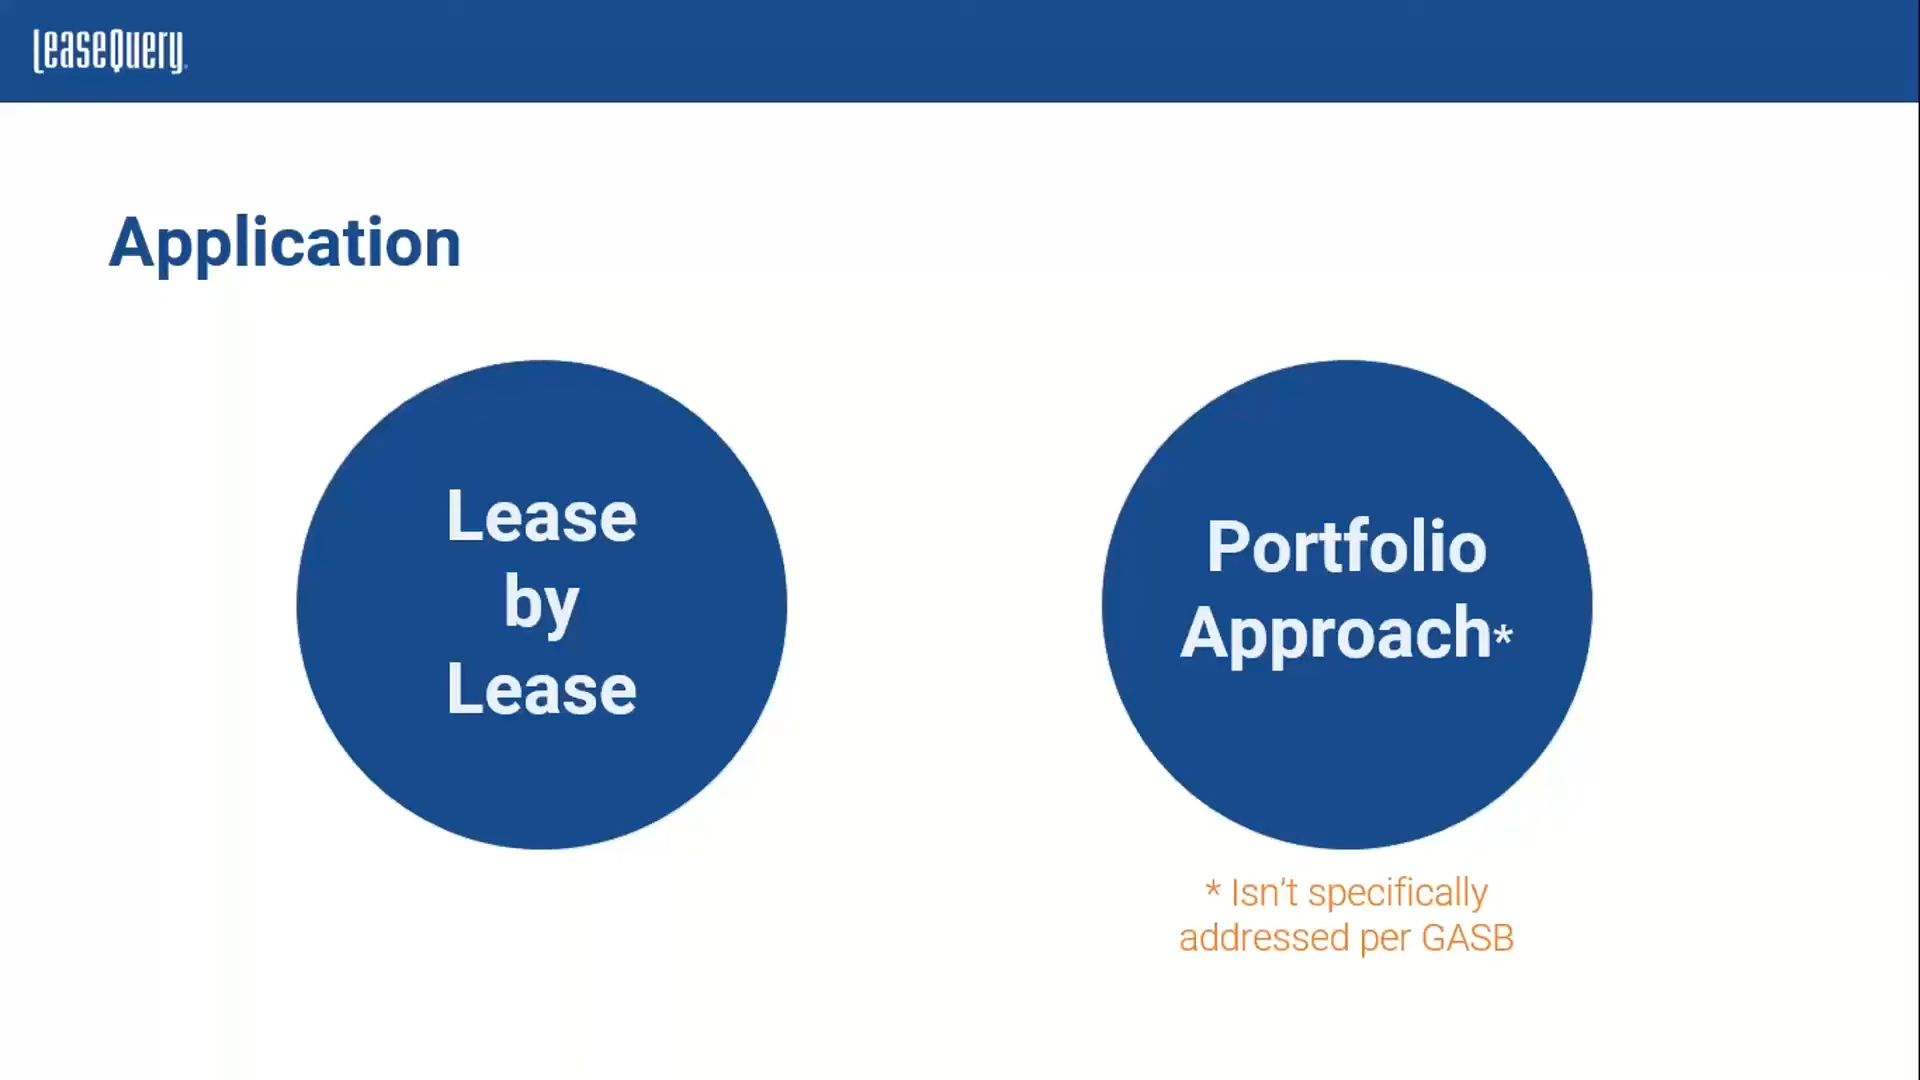 LeaseQuery
Application
Lease
by
Lease
Portfolio
Approach*
* Isn't specifically
addressed per GASB